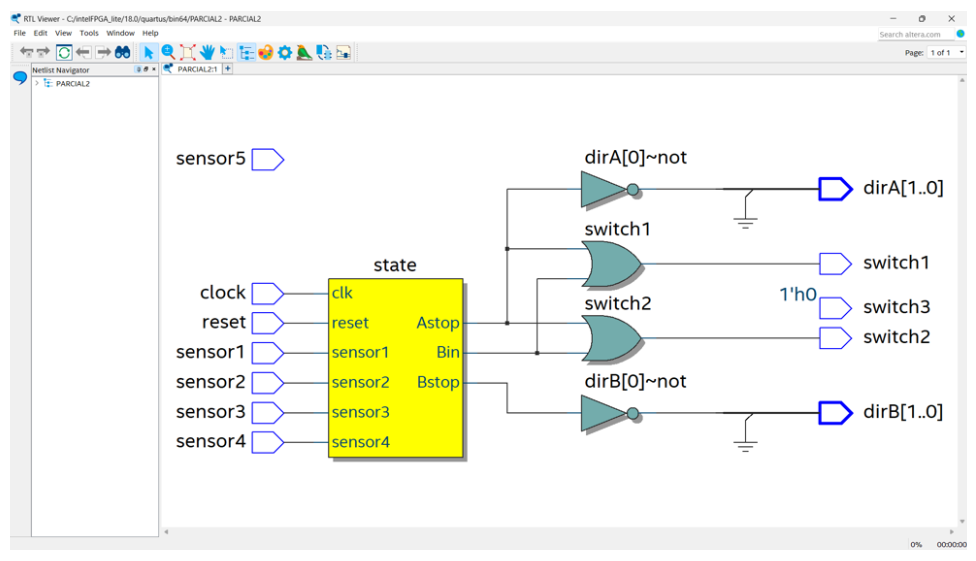 RTL Viewer - C:/intelFPGA_lite/18.0/quartus/bin64/PARCIAL2 - PARCIAL2
File Edit View Tools Window Help
Search altera.com
Page: 1 of 1
Netlist Navigator
PARCIAL2:1
PARCIAL2
sensor5
dirA[0]~not
dirA[1..0]
switch1
switch1
state
clock
clk
1'h0
switch2
switch3
reset
reset
Astop
switch2
sensor1
sensor1
Bin
sensor2
sensor2
Bstop
dirB[0]~not
sensor3
sensor3
dirB[1..0]
sensor4
sensor4
0%
00:00:00